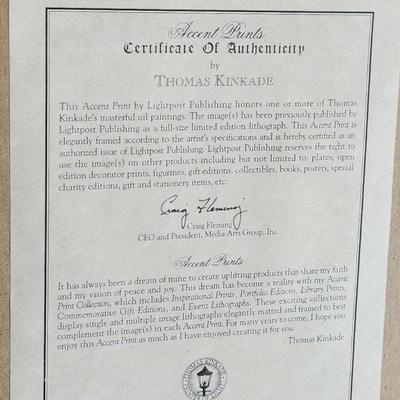 Accent Prints
Certificate Of Authenticity
by
THOMAS KINKADE
This Accent Print by Lightpost Publishing honors one or more of Thomas
Kinkade's masterful oil paintings. The image(s) has been previously published by
Lightpost Publishing as a full-size limited edition lithograph. This Accent Print is
elegantly framed according to the artist's specifications and is hereby certified as an
authorized issue of Lightpost Publishing. Lightpost Publishing reserves the right to
use the image(s) on other products including but not limited to: plates, open
edition decorator prints, figurines, gift editions, collectibles, books, posters, special
charity editions, gift and stationery items, etc.
Craig Fleming
Craig Fleming
CEO and President, Media Arts Group, Inc.
Accent Prints
It has always been a dream of mine to create uplifting products that share my faith
and my vision of peace and joy. This dream has become a reality with my Accent
Print Collection, which includes Inspirational Prints, Portfolio Editions, Library Prints,
Commemorative Gift Editions, and Event Lithographs. These exciting collections
display single and multiple image lithographs elegantly matted and framed to best
complement the image(s) in each Accent Print. For many years to come, I hope you
enjoy this Accent Print as much as I have enjoyed creating it for you.
- Thomas Kinkade
THOMAS KINKADE